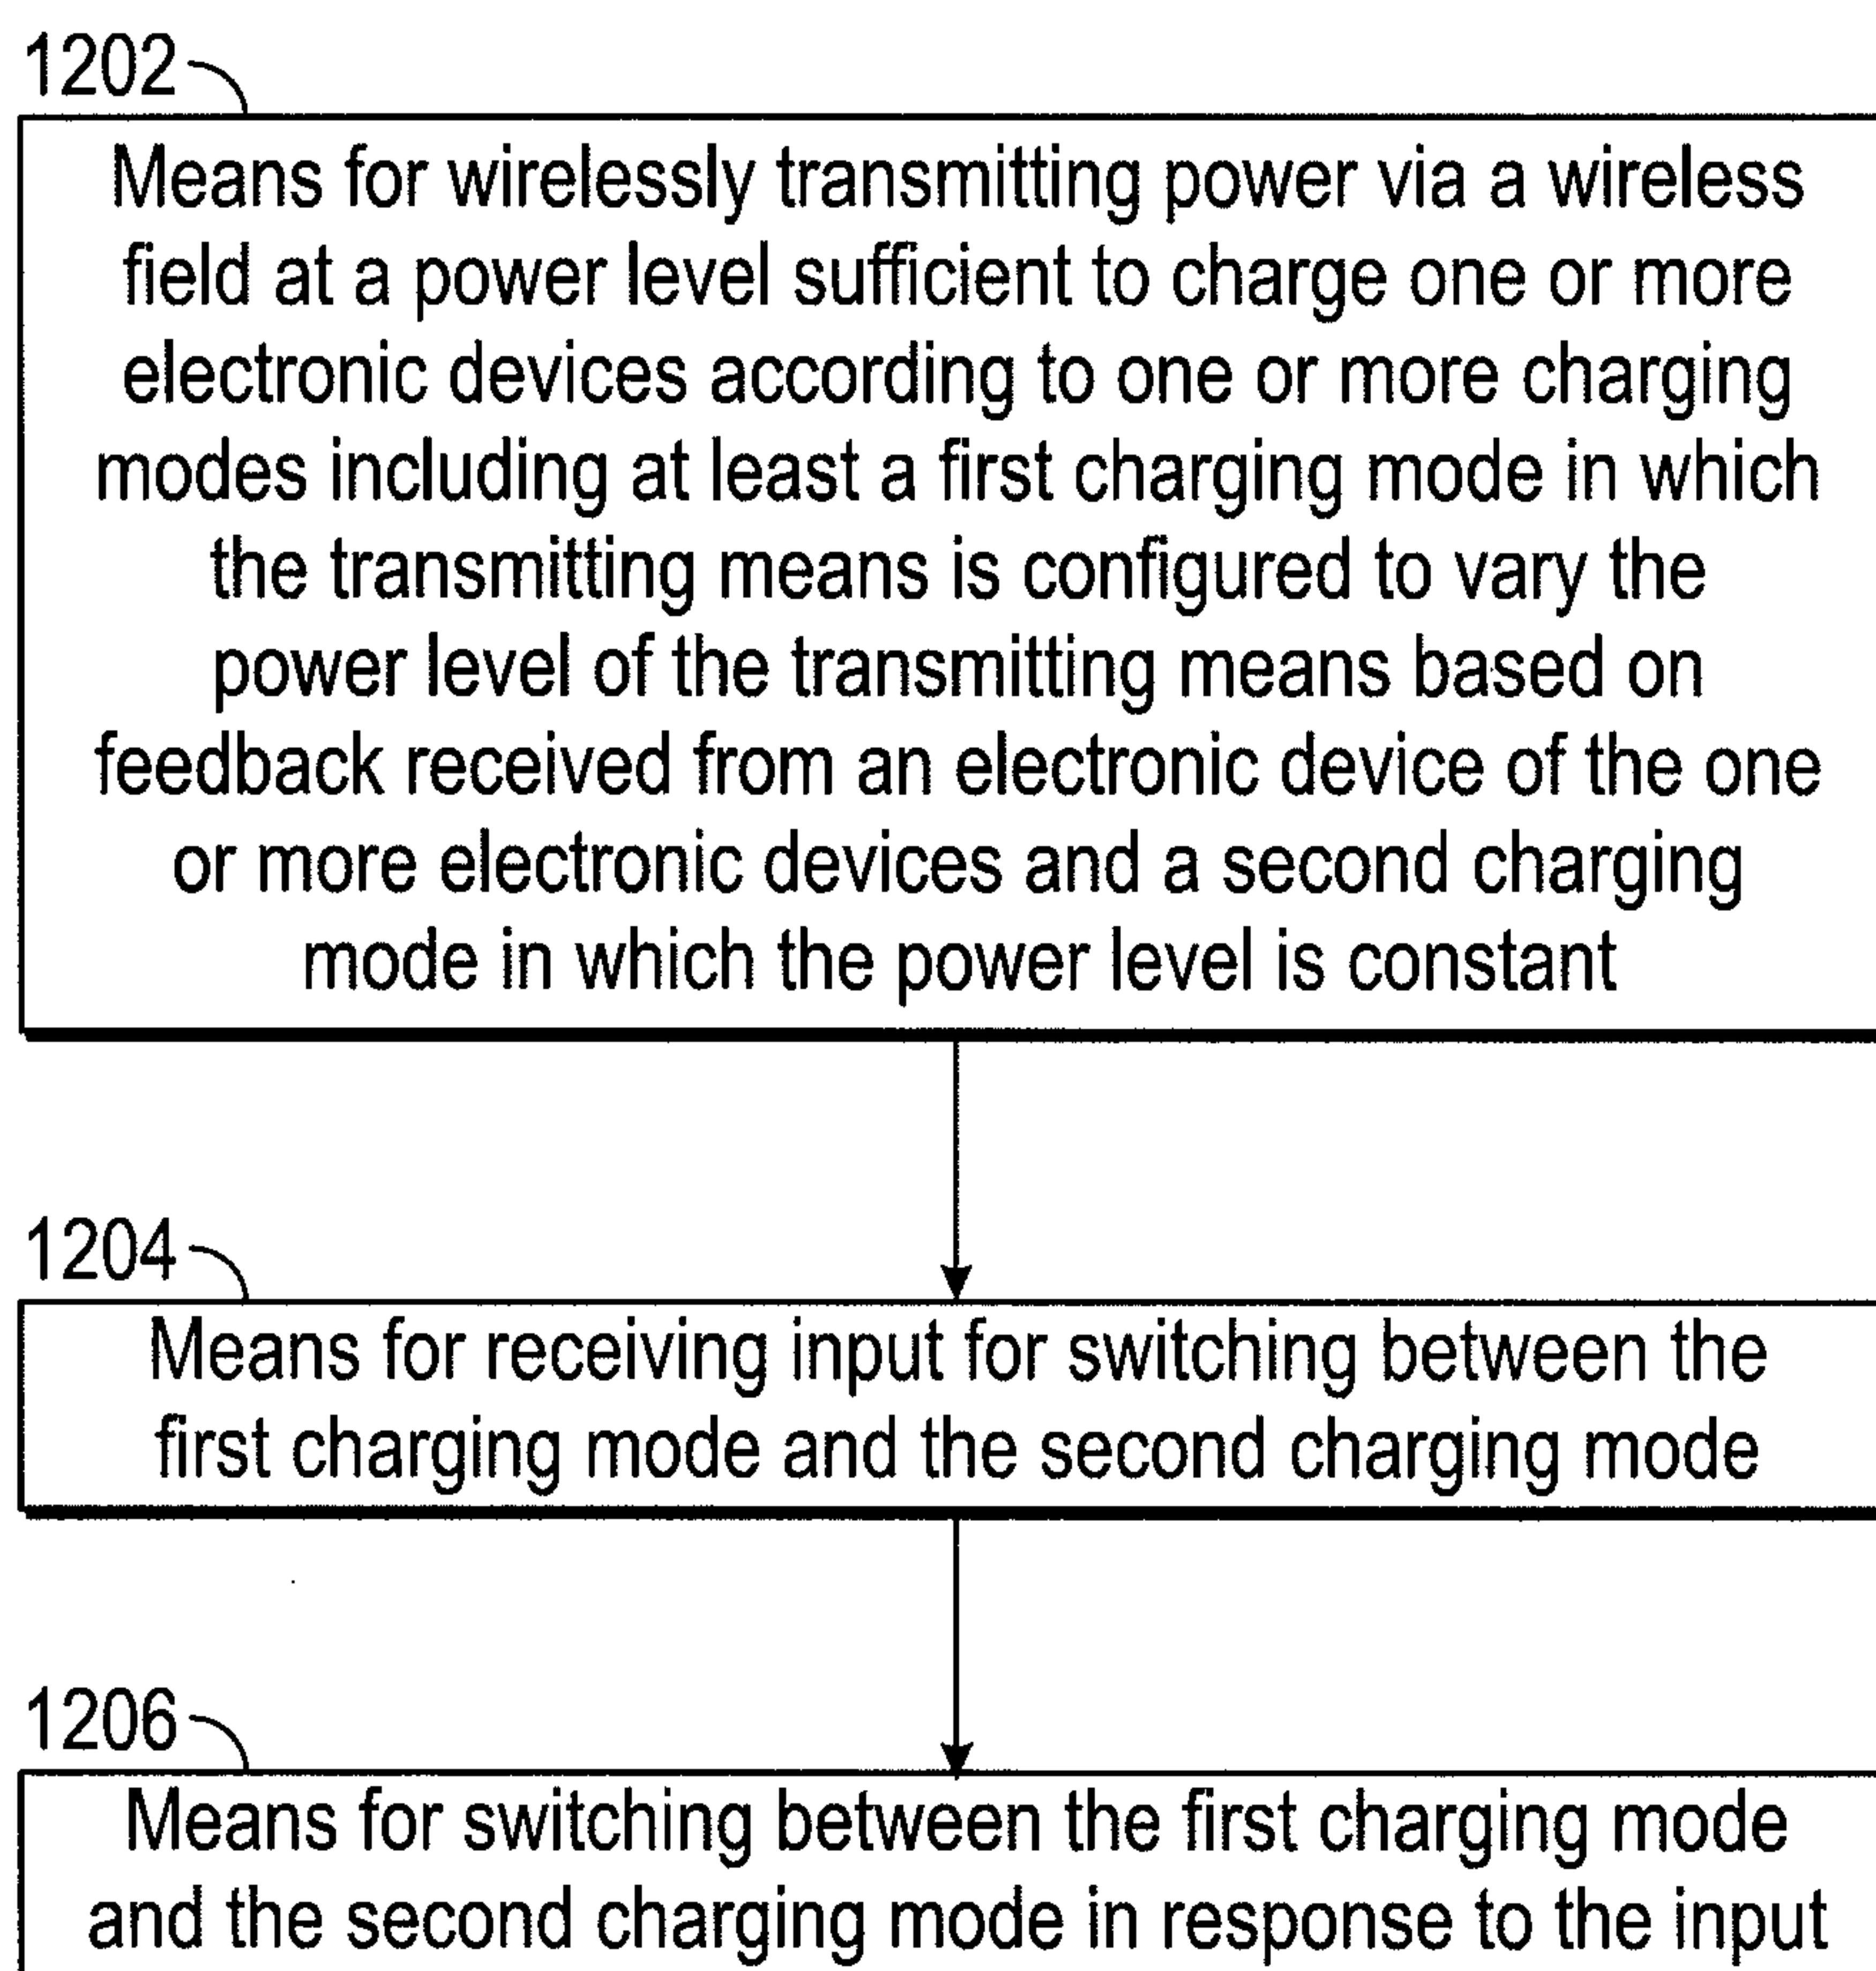 1202
Means for wirelessly transmitting power via a wireless
field at a power level sufficient to charge one or more
electronic devices according to one or more charging
modes including at least a first charging mode in which
the transmitting means is configured to vary the
power level of the transmitting means based on
feedback received from an electronic device of the one
or more electronic devices and a second charging
mode in which the power level is constant
1204
Means for receiving input for switching between the
first charging mode and the second charging mode
1206
Means for switching between the first charging mode
and the second charging mode in response to the input